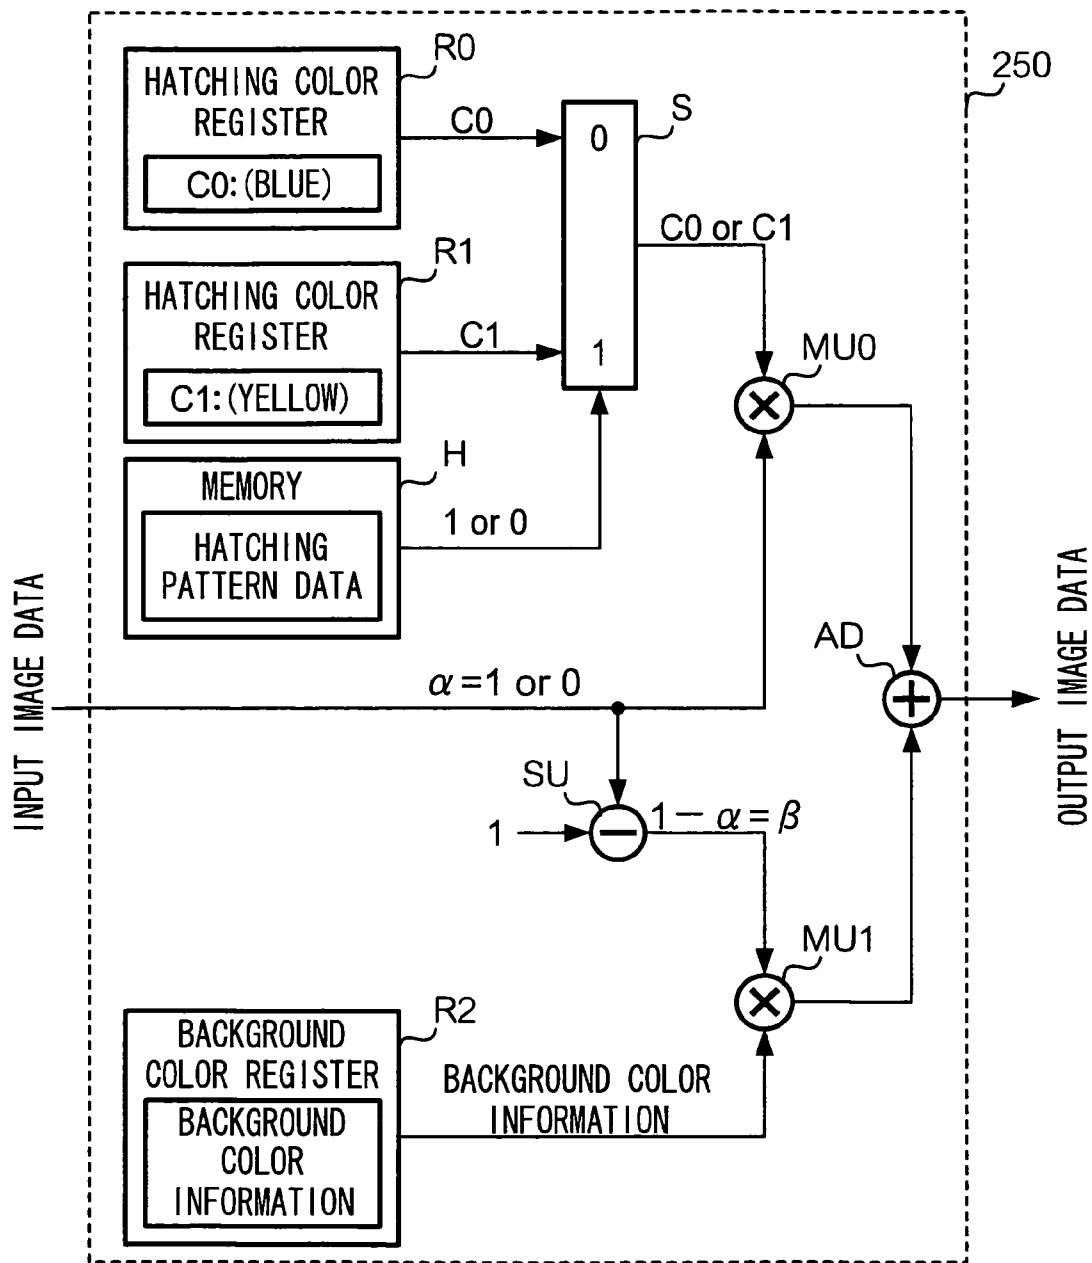 R0
250
HATCHING COLOR
REGISTER
C0:(BLUE)
C0
0
S
C0 or C1
R1
HATCHING COLOR
REGISTER
C1:(YELLOW)
C1
1
MU0
H
MEMORY
HATCHING
PATTERN DATA
1 or 0
INPUT IMAGE DATA
α=1 or 0
AD
OUTPUT IMAGE DATA
SU
1
1-α=β
MU1
R2
BACKGROUND
COLOR REGISTER
BACKGROUND
COLOR
INFORMATION
BACKGROUND COLOR
INFORMATION